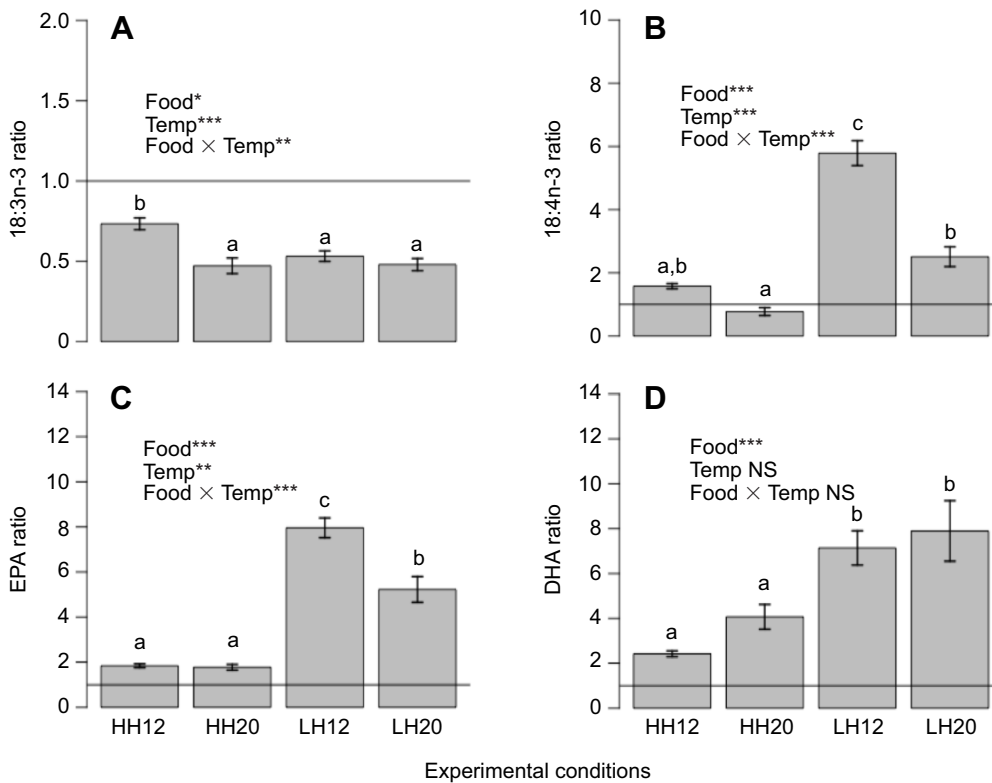 A
2.0
1.5
1.0
0.5
0
18:3n-3 ratio
Food*
Temp***
Food × Temp**
b
a
a
a
B
10
8
6
4
2
0
18:4n-3 ratio
Food***
Temp***
Food × Temp***
a,b
a
c
b
C
14
12
10
8
6
4
2
0
EPA ratio
Food***
Temp**
Food × Temp***
a
a
c
b
HH12 HH20 LH12 LH20
D
14
12
10
8
6
4
2
0
DHA ratio
Food***
Temp NS
Food × Temp NS
a
a
b
b
HH12 HH20 LH12 LH20
Experimental conditions